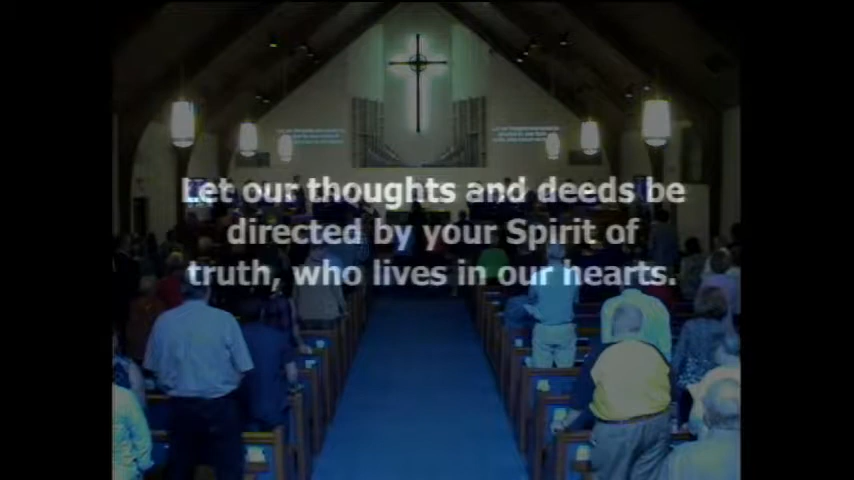 Let our thoughts and deeds be
directed by your Spirit of
truth, who lives in our hearts.